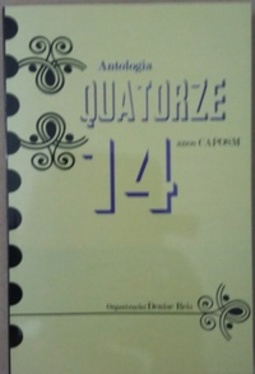 Antologia
QUATORZE
14
anos CAPOSM
Organização: Denise Reis